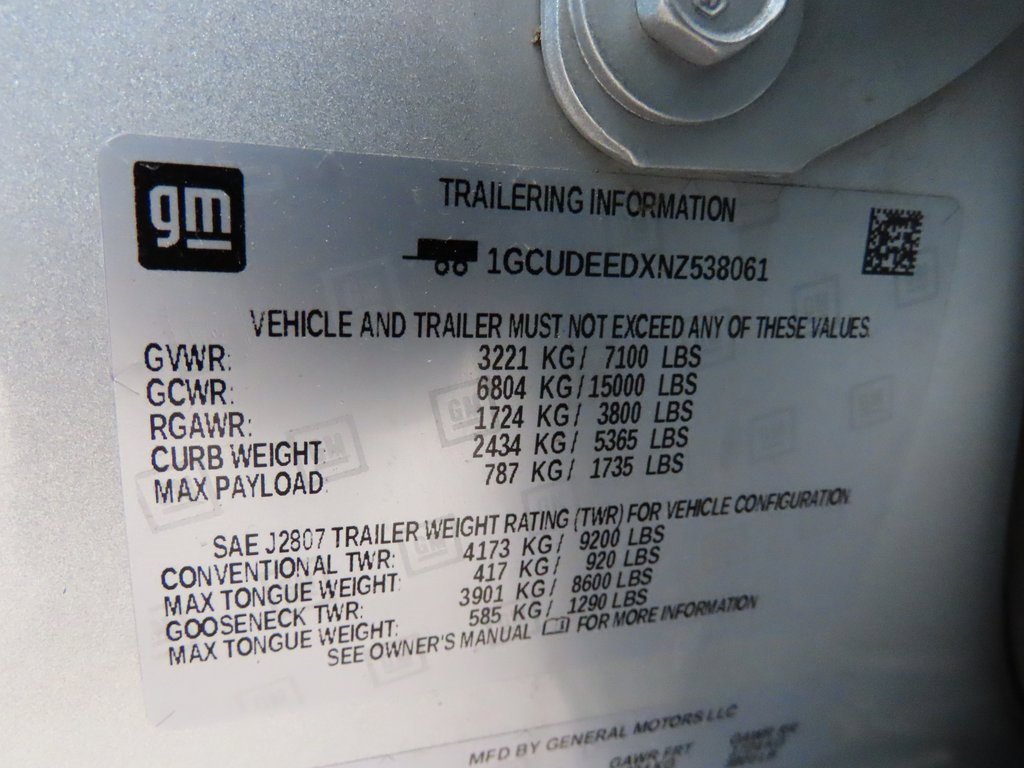 gm
TRAILERING INFORMATION
1GCUDEEDXNZ538061
VEHICLE AND TRAILER MUST NOT EXCEED ANY OF THESE VALUES.
GVWR: 3221 KG/ 7100 LBS
GCWR: 6804 KG/ 15000 LBS
RGAWR: 1724 KG/ 3800 LBS
CURB WEIGHT: 2434 KG/ 5365 LBS
MAX PAYLOAD: 787 KG/ 1735 LBS
SAE J2807 TRAILER WEIGHT RATING (TWR) FOR VEHICLE CONFIGURATION.
CONVENTIONAL TWR: 4173 KG/ 9200 LBS
MAX TONGUE WEIGHT: 417 KG/ 920 LBS
GOOSENECK TWR: 3901 KG/ 8600 LBS
MAX TONGUE WEIGHT: 585 KG/ 1290 LBS
SEE OWNER'S MANUAL FOR MORE INFORMATION
MFD BY GENERAL MOTORS LLC
GAWR FRT GAWR RR